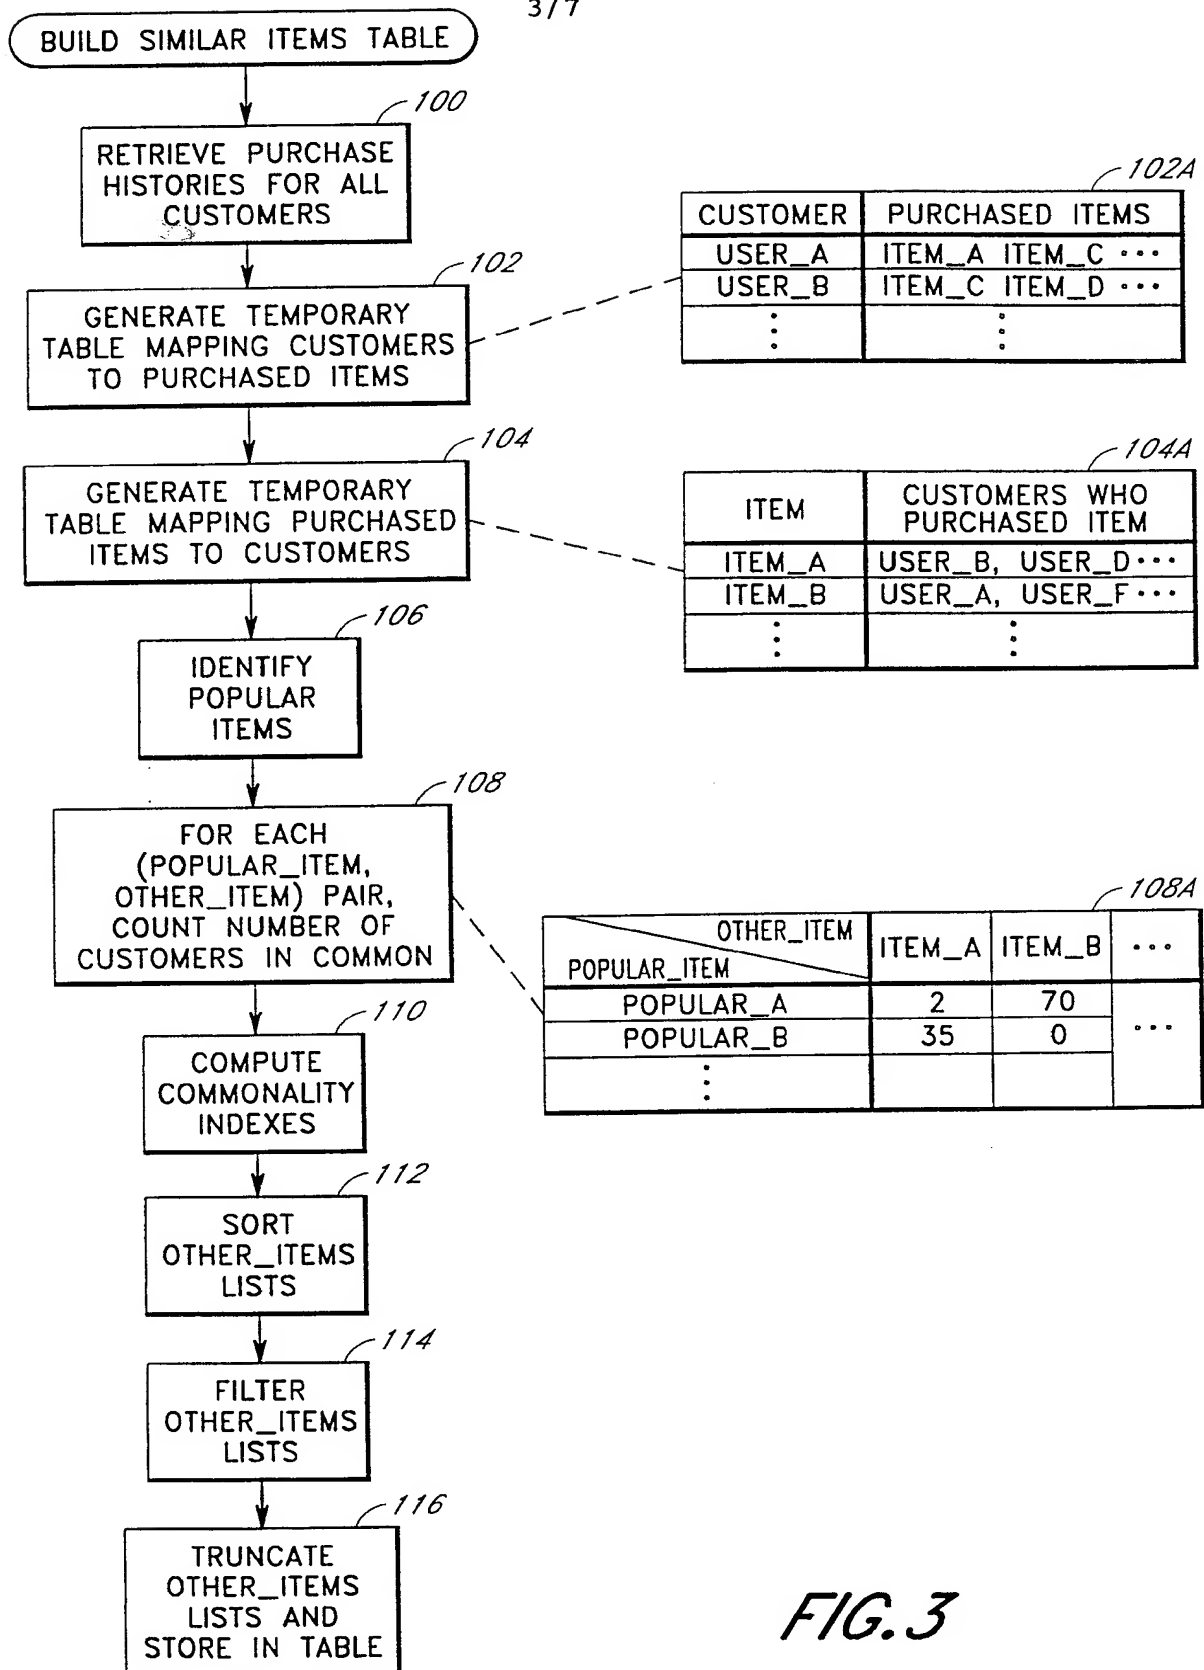 3/7
BUILD SIMILAR ITEMS TABLE
100
RETRIEVE PURCHASE
HISTORIES FOR ALL
CUSTOMERS
102
GENERATE TEMPORARY
TABLE MAPPING CUSTOMERS
TO PURCHASED ITEMS
102A
CUSTOMER PURCHASED ITEMS
USER_A ITEM_A ITEM_C ...
USER_B ITEM_C ITEM_D ...
104
GENERATE TEMPORARY
TABLE MAPPING PURCHASED
ITEMS TO CUSTOMERS
104A
ITEM CUSTOMERS WHO
PURCHASED ITEM
ITEM_A USER_B, USER_D...
ITEM_B USER_A, USER_F...
106
IDENTIFY
POPULAR
ITEMS
108
FOR EACH
(POPULAR_ITEM,
OTHER_ITEM) PAIR,
COUNT NUMBER OF
CUSTOMERS IN COMMON
108A
OTHER_ITEM ITEM_A ITEM_B ...
POPULAR_ITEM
POPULAR_A 2 70
POPULAR_B 35 0 ...
110
COMPUTE
COMMONALITY
INDEXES
112
SORT
OTHER_ITEMS
LISTS
114
FILTER
OTHER_ITEMS
LISTS
116
TRUNCATE
OTHER_ITEMS
LISTS AND
STORE IN TABLE
FIG. 3